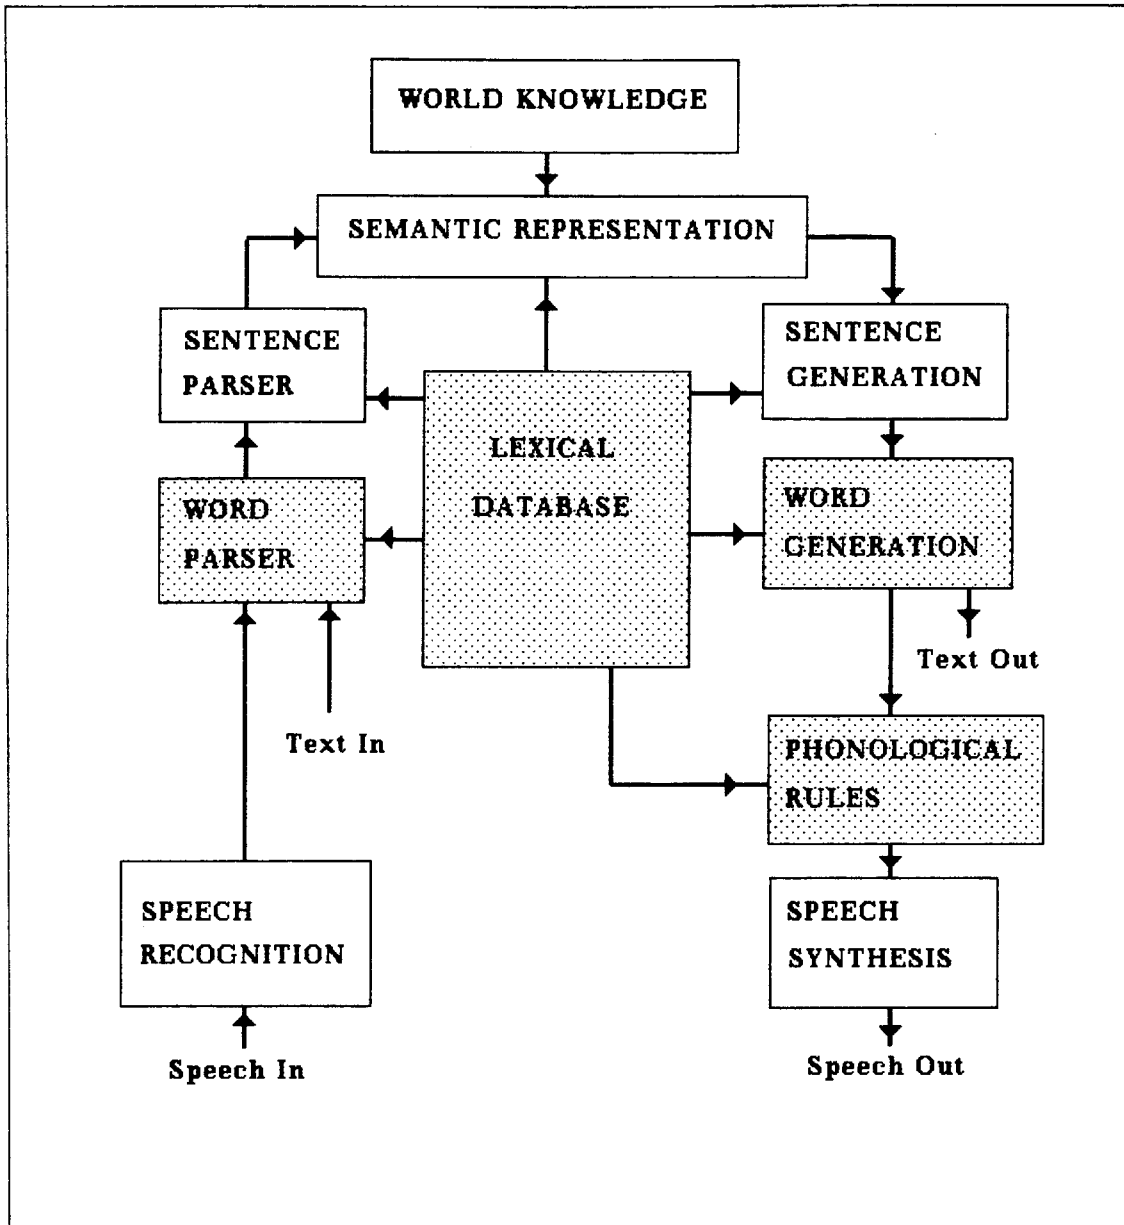 WORLD KNOWLEDGE
SEMANTIC REPRESENTATION
SENTENCE
PARSER
SENTENCE
GENERATION
LEXICAL
DATABASE
WORD
PARSER
WORD
GENERATION
Text In
Text Out
PHONOLOGICAL
RULES
SPEECH
RECOGNITION
SPEECH
SYNTHESIS
Speech In
Speech Out